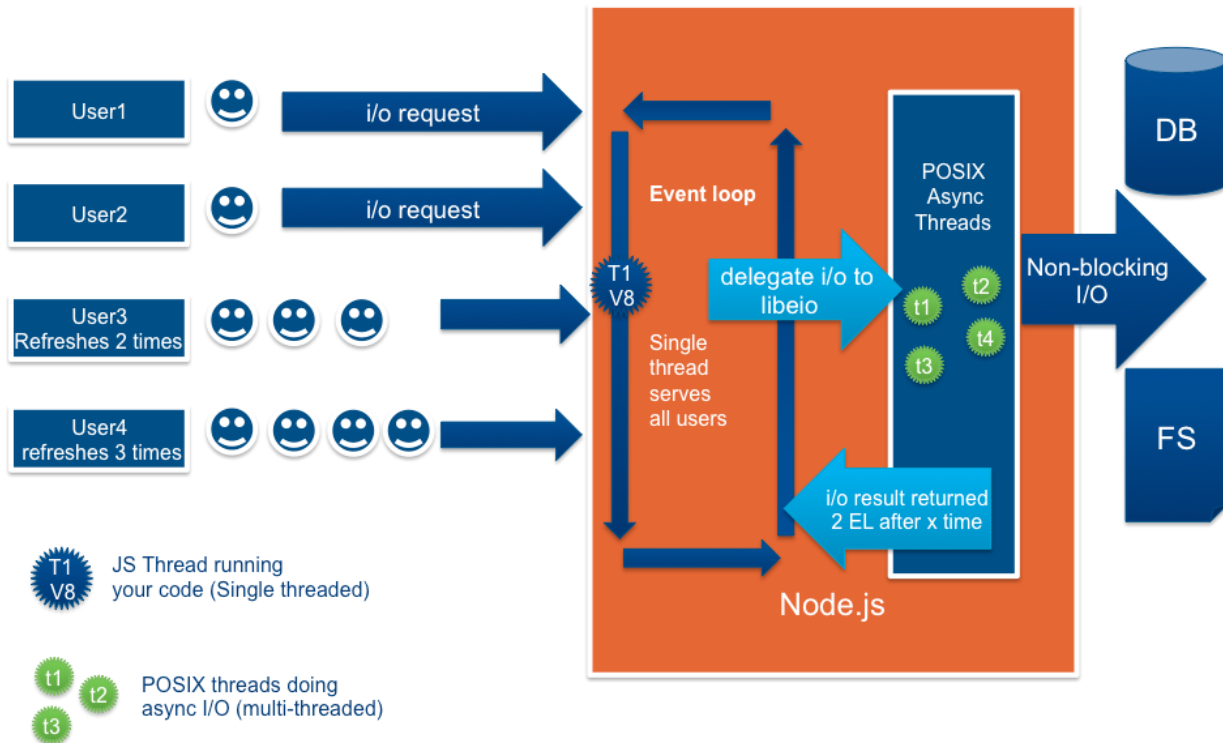 User1
i/o request
User2
i/o request
User3
Refreshes 2 times
User4
refreshes 3 times
T1
V8
JS Thread running
your code (Single threaded)
t1
t2
t3
POSIX threads doing
async I/O (multi-threaded)
Event loop
T1
V8
Single
thread
serves
all users
delegate i/o to
libeio
POSIX
Async
Threads
t1
t2
t3
t4
i/o result returned
2 EL after x time
Node.js
Non-blocking
I/O
DB
FS